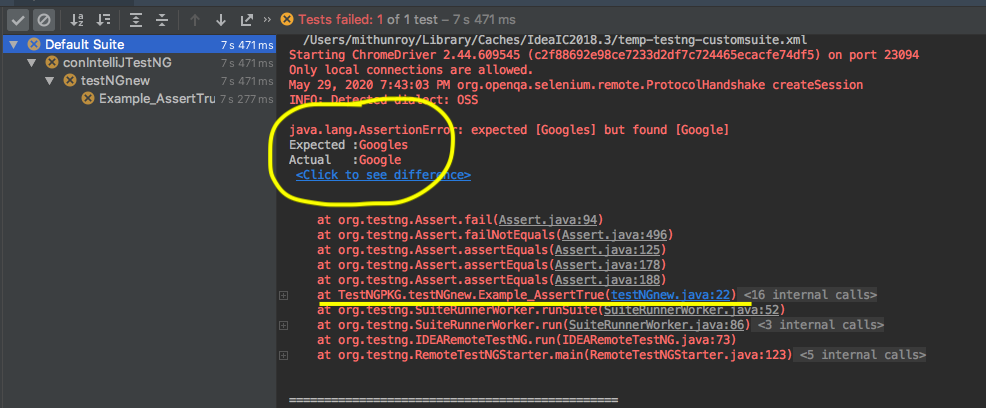 Tests failed: 1 of 1 test – 7 s 471 ms
Default Suite 7 s 471 ms
conIntelliJTestNG 7 s 471 ms
testNGnew 7 s 471 ms
Example_AssertTru 7 s 277 ms
/Users/mithunroy/Library/Caches/IdeaIC2018.3/temp-testng-customsuite.xml
Starting ChromeDriver 2.44.609545 (c2f88692e98ce7233d2df7c724465ecacfe74df5) on port 23094
Only local connections are allowed.
May 29, 2020 7:43:03 PM org.openqa.selenium.remote.ProtocolHandshake createSession
INFO: Detected dialect: OSS
java.lang.AssertionError: expected [Googles] but found [Google]
Expected :Googles
Actual   :Google
<Click to see difference>
at org.testng.Assert.fail(Assert.java:94)
at org.testng.Assert.failNotEquals(Assert.java:496)
at org.testng.Assert.assertEquals(Assert.java:125)
at org.testng.Assert.assertEquals(Assert.java:178)
at org.testng.Assert.assertEquals(Assert.java:188)
at TestNGPKG.testNGnew.Example_AssertTrue(testNGnew.java:22) <16 internal calls>
at org.testng.SuiteRunnerWorker.runSuite(SuiteRunnerWorker.java:52)
at org.testng.SuiteRunnerWorker.run(SuiteRunnerWorker.java:86) <3 internal calls>
at org.testng.IDEARemoteTestNG.run(IDEARemoteTestNG.java:73)
at org.testng.RemoteTestNGStarter.main(RemoteTestNGStarter.java:123) <5 internal calls>
===============================================